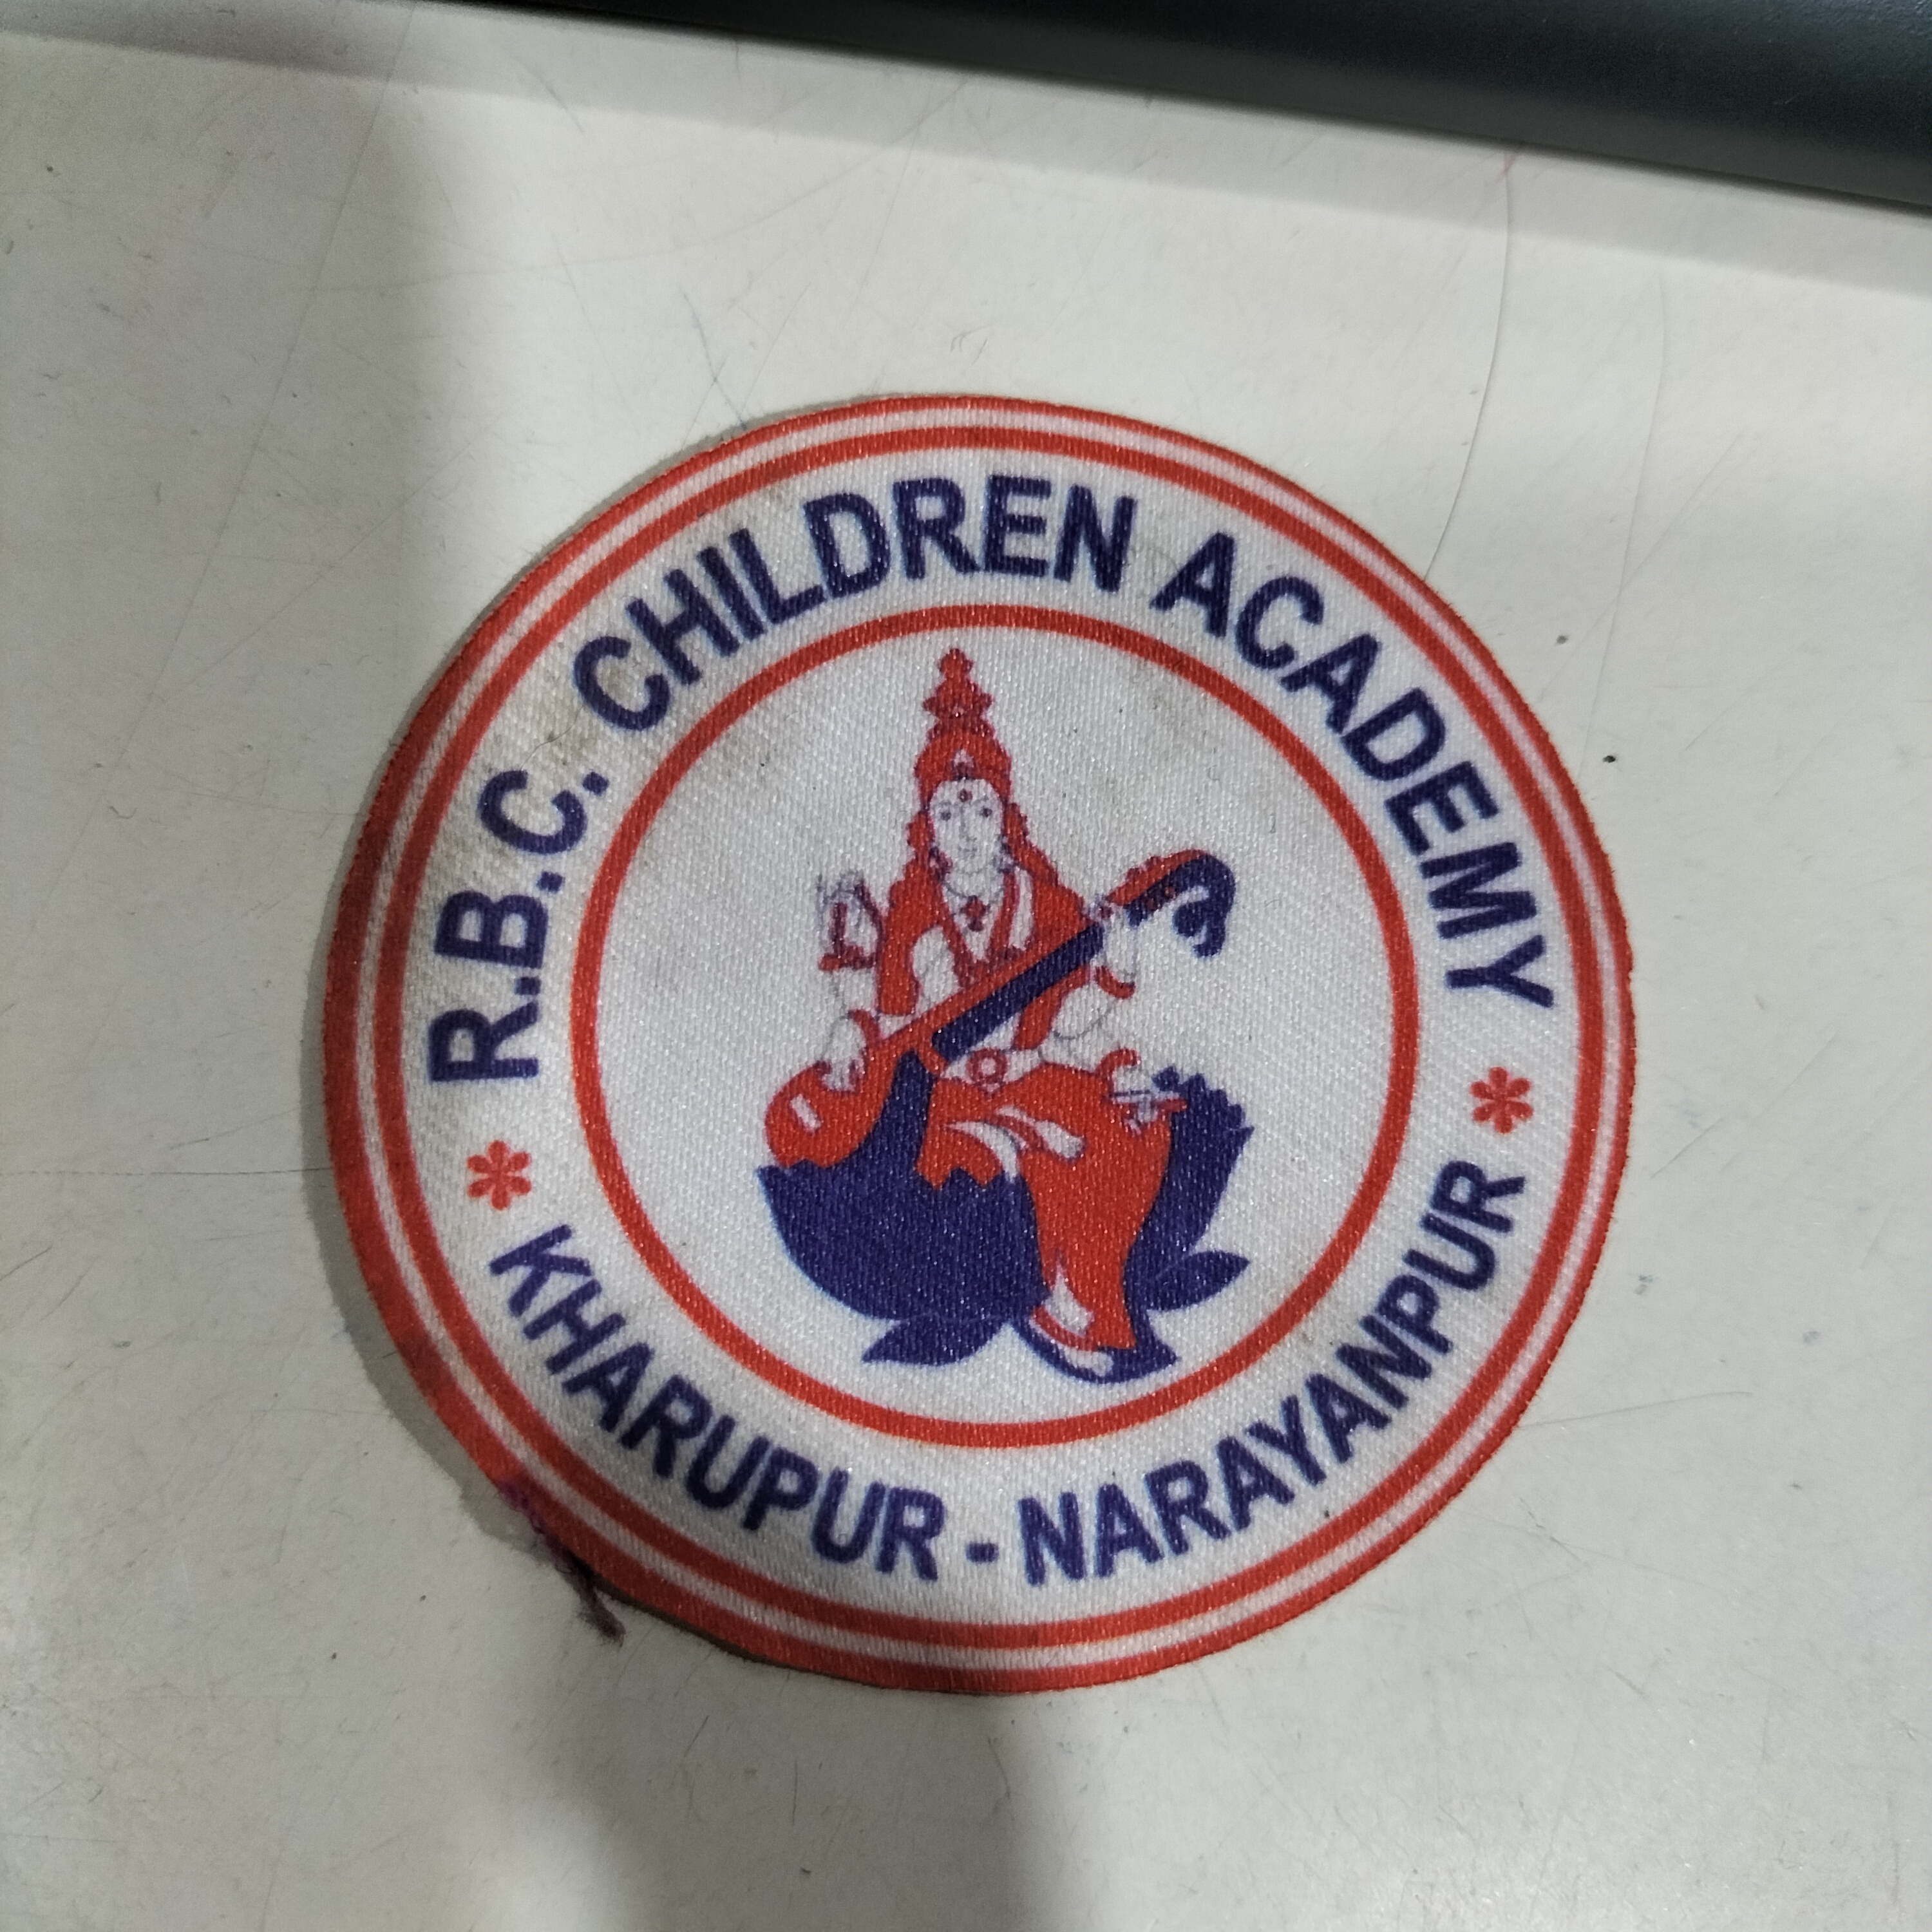 R.B.C. CHILDREN ACADEMY
* KHARUPUR - NARAYANPUR *